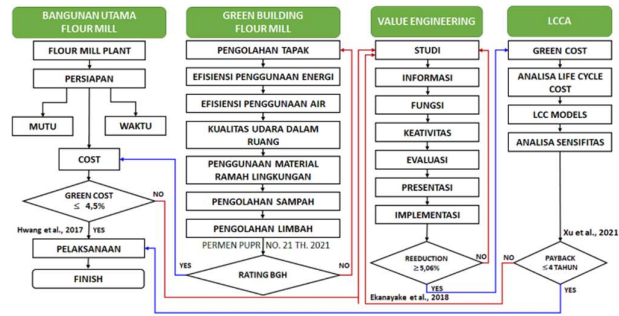 BANGUNAN UTAMA
FLOUR MILL
FLOUR MILL PLANT
PERSIAPAN
MUTU
WAKTU
COST
GREEN COST
≤ 4,5%
NO
Hwang et al., 2017
YES
PELAKSANAAN
FINISH
GREEN BUILDING
FLOUR MILL
PENGOLAHAN TAPAK
EFISIENSI PENGGUNAAN ENERGI
EFISIENSI PENGGUNAAN AIR
KUALITAS UDARA DALAM
RUANG
PENGGUNAAN MATERIAL
RAMAH LINGKUNGAN
PENGOLAHAN SAMPAH
PENGOLAHAN LIMBAH
PERMEN PUPR NO. 21 TH. 2021
YES
RATING BGH
NO
VALUE ENGINEERING
STUDI
INFORMASI
FUNGSI
KEATIVITAS
EVALUASI
PRESENTASI
IMPLEMENTASI
REEDUCTION
≥ 5,06%
NO
YES
Ekanayake et al., 2018
LCCA
GREEN COST
ANALISA LIFE CYCLE
COST
LCC MODELS
ANALISA SENSIFITAS
Xu et al., 2021
PAYBACK
≤ 4 TAHUN
NO
YES